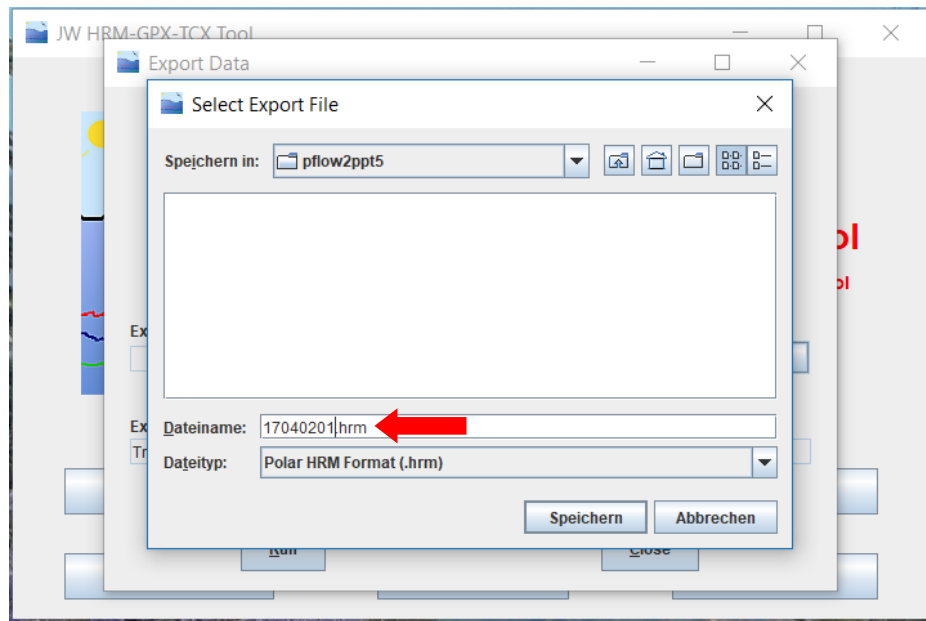 JW HRM-GPX-TCX Tool
Export Data
Select Export File
Speichern in: pflow2ppt5
ol
ol
Ex
Dateiname: 17040201.hrm
Ex
Tr
Dateityp: Polar HRM Format (.hrm)
Speichern Abbrechen
Run Close